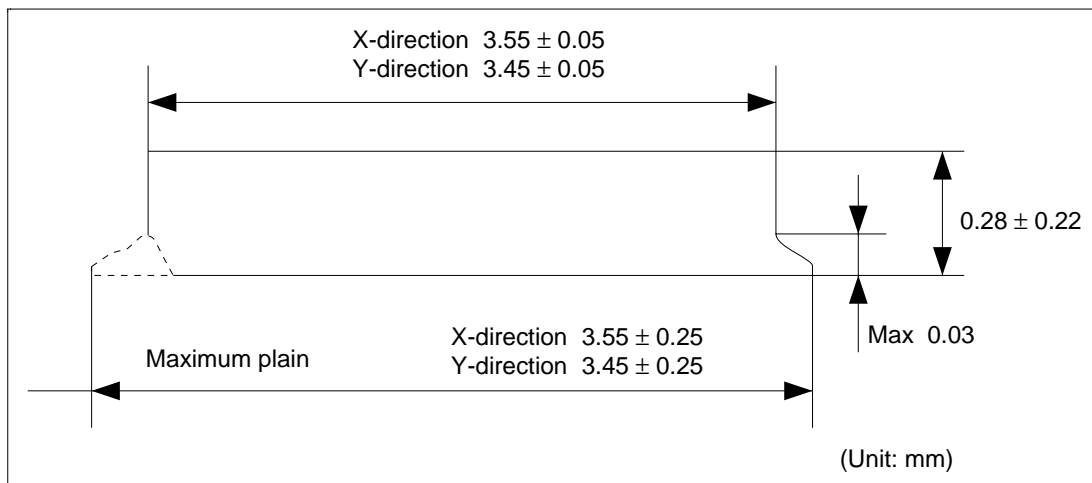 X-direction 3.55 ± 0.05
Y-direction 3.45 ± 0.05
0.28 ± 0.22
Max 0.03
X-direction 3.55 ± 0.25
Y-direction 3.45 ± 0.25
Maximum plain
(Unit: mm)